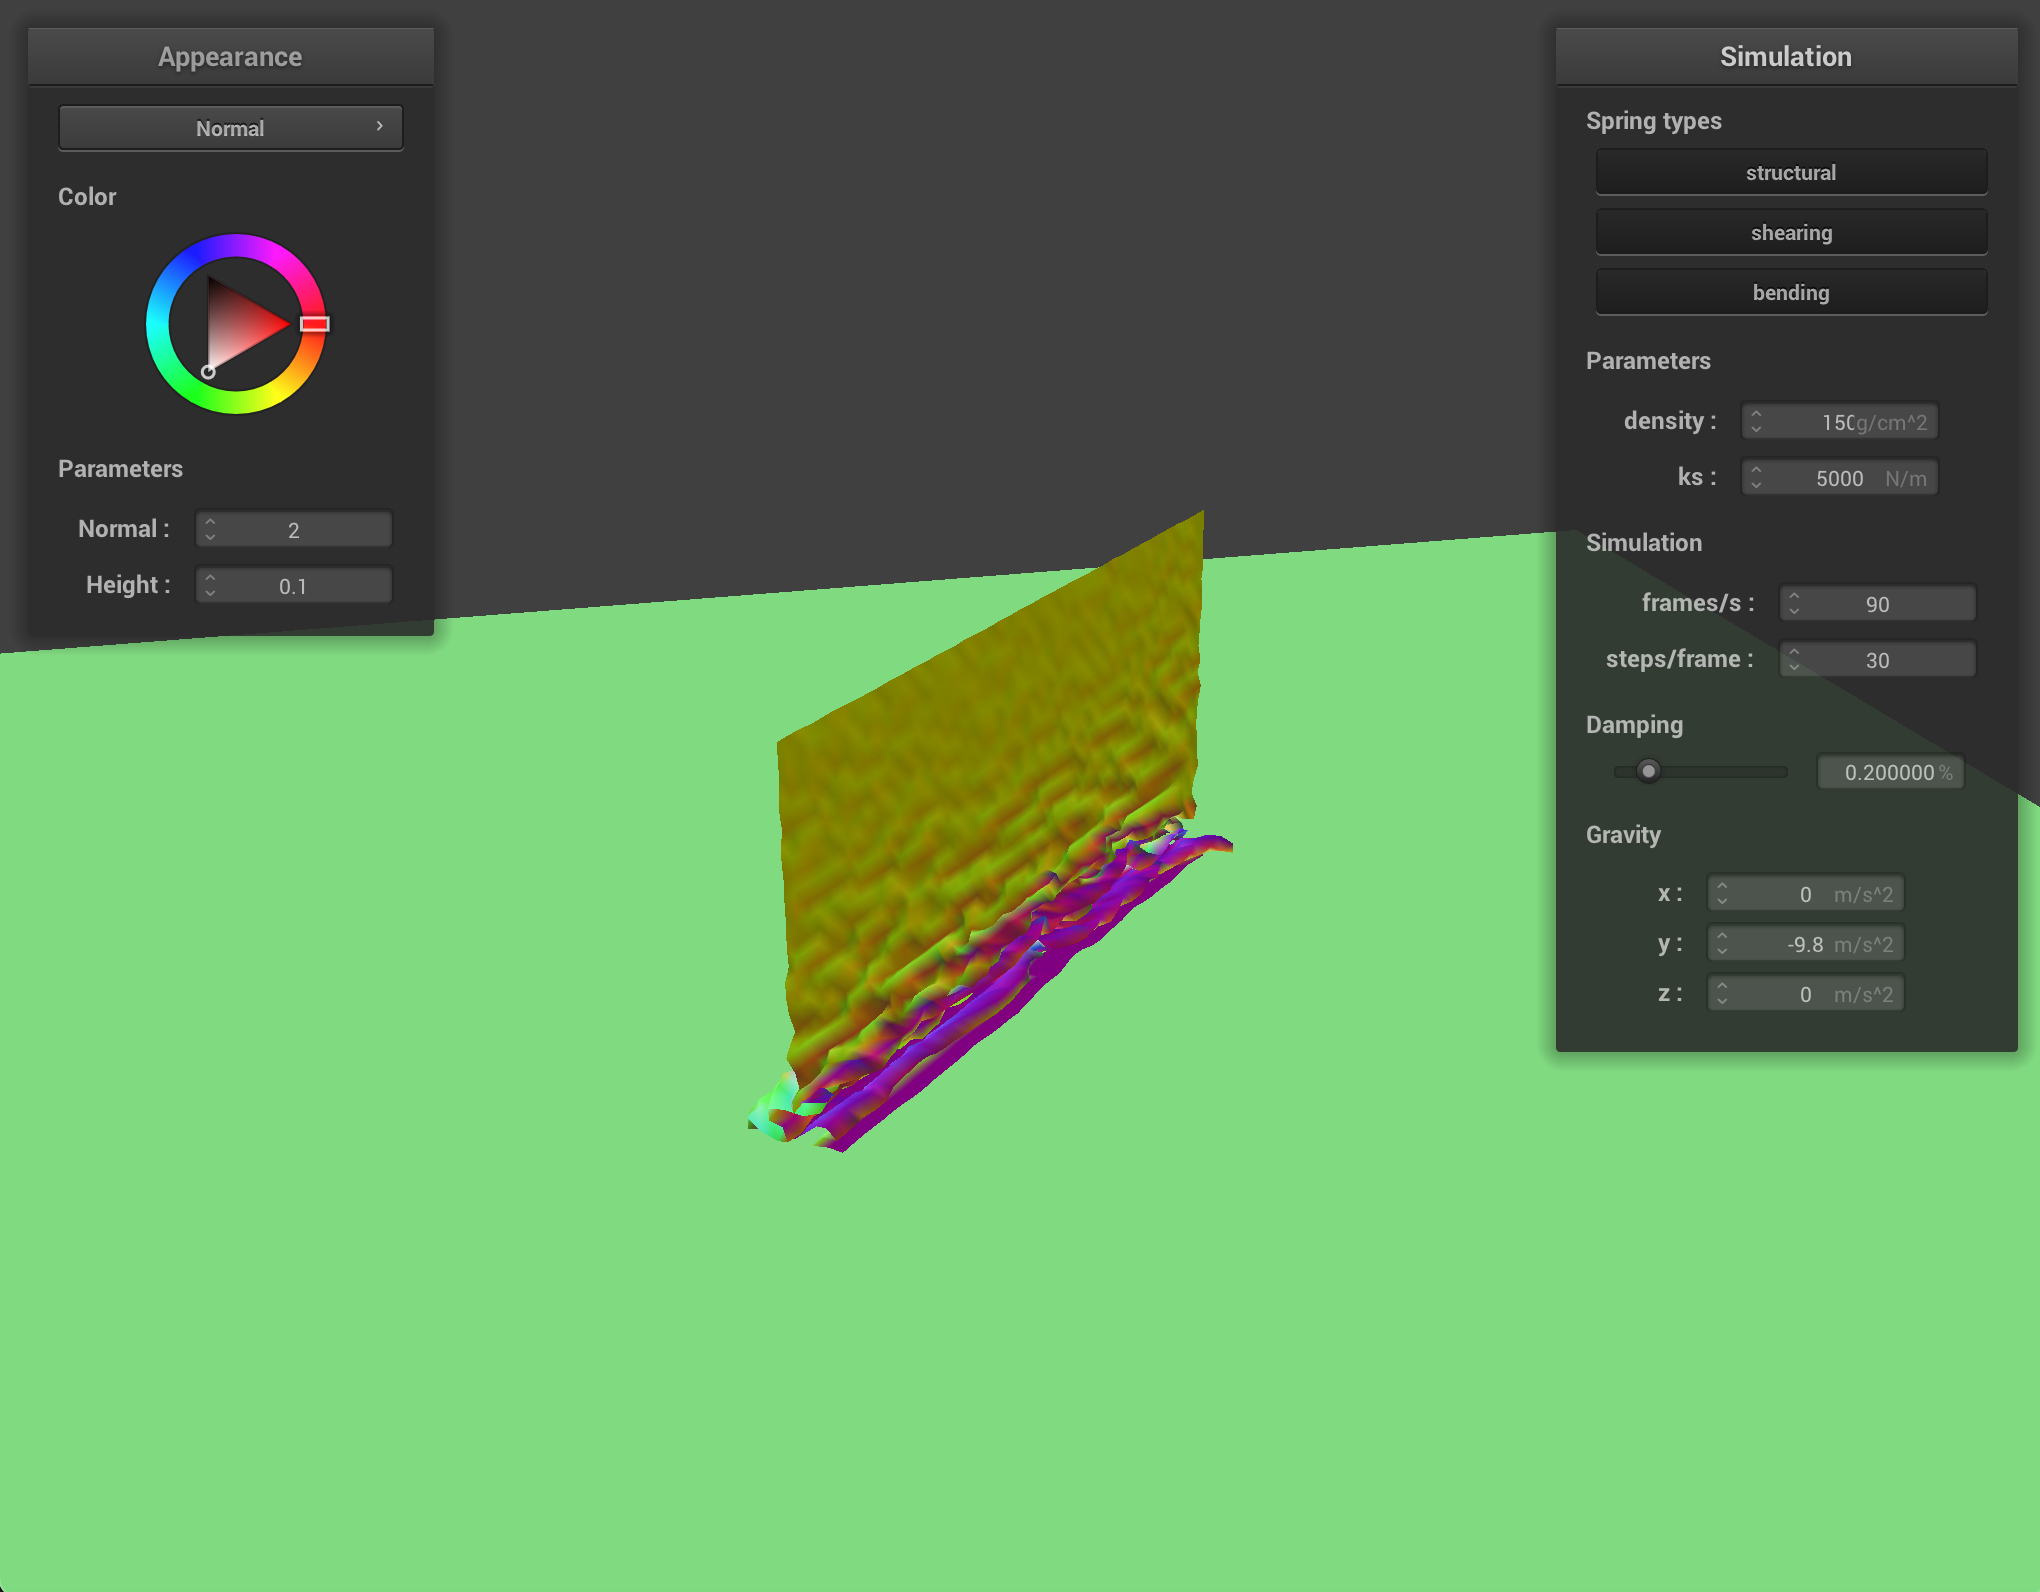 Appearance
Normal
Color
Parameters
Normal : 2
Height : 0.1
Simulation
Spring types
structural
shearing
bending
Parameters
density : 150 g/cm^2
ks : 5000 N/m
Simulation
frames/s : 90
steps/frame : 30
Damping
0.200000 %
Gravity
x : 0 m/s^2
y : -9.8 m/s^2
z : 0 m/s^2